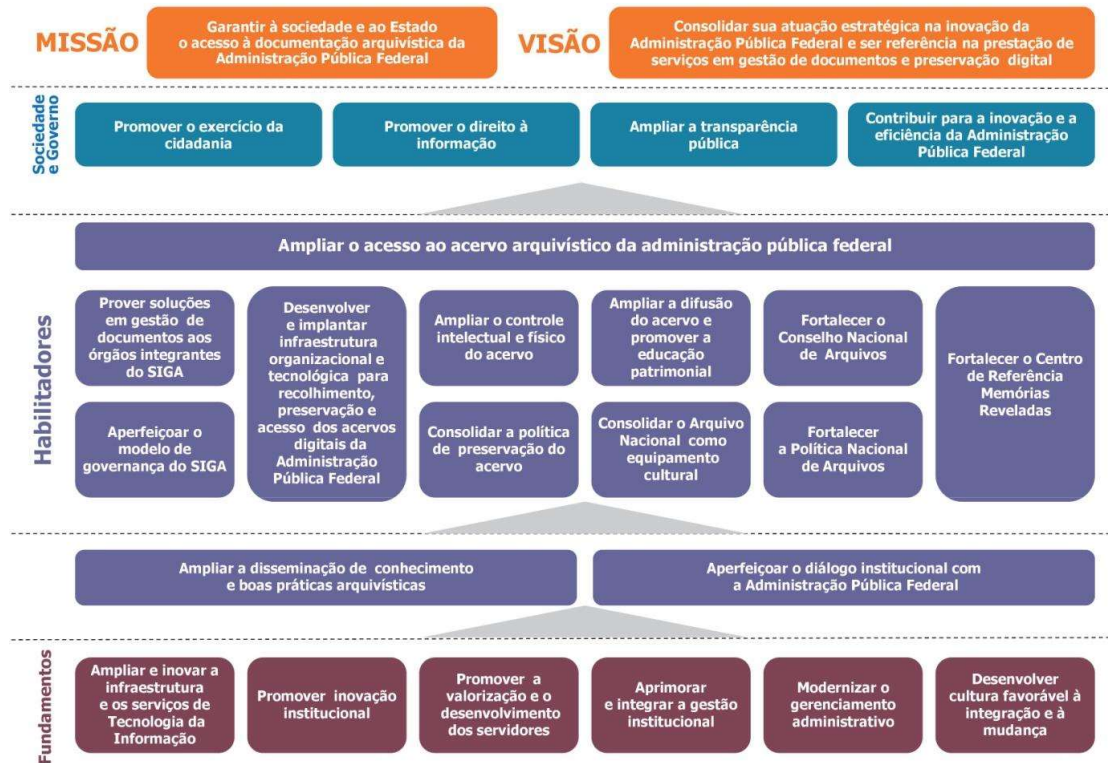 MISSÃO
Garantir à sociedade e ao Estado
o acesso à documentação arquivística da
Administração Pública Federal
VISÃO
Consolidar sua atuação estratégica na inovação da
Administração Pública Federal e ser referência na prestação de
serviços em gestão de documentos e preservação digital
Sociedade
e Governo
Promover o exercício da
cidadania
Promover o direito à
informação
Ampliar a transparência
pública
Contribuir para a inovação e a
eficiência da Administração
Pública Federal
Habilitadores
Ampliar o acesso ao acervo arquivístico da administração pública federal
Prover soluções
em gestão de
documentos aos
órgãos integrantes
do SIGA
Aperfeiçoar o
modelo de
governança do SIGA
Desenvolver
e implantar
infraestrutura
organizacional e
tecnológica para
recolhimento,
preservação e
acesso dos acervos
digitais da
Administração
Pública Federal
Ampliar o controle
intelectual e físico
do acervo
Consolidar a política
de preservação do
acervo
Ampliar a difusão
do acervo e
promover a
educação
patrimonial
Consolidar o Arquivo
Nacional como
equipamento
cultural
Fortalecer o
Conselho Nacional
de Arquivos
Fortalecer
a Política Nacional
de Arquivos
Fortalecer o Centro
de Referência
Memórias
Reveladas
Ampliar a disseminação de conhecimento
e boas práticas arquivísticas
Aperfeiçoar o diálogo institucional com
a Administração Pública Federal
Fundamentos
Ampliar e inovar a
infraestrutura
e os serviços de
Tecnologia da
Informação
Promover inovação
institucional
Promover a
valorização e o
desenvolvimento
dos servidores
Aprimorar
e integrar a gestão
institucional
Modernizar o
gerenciamento
administrativo
Desenvolver
cultura favorável à
integração e à
mudança